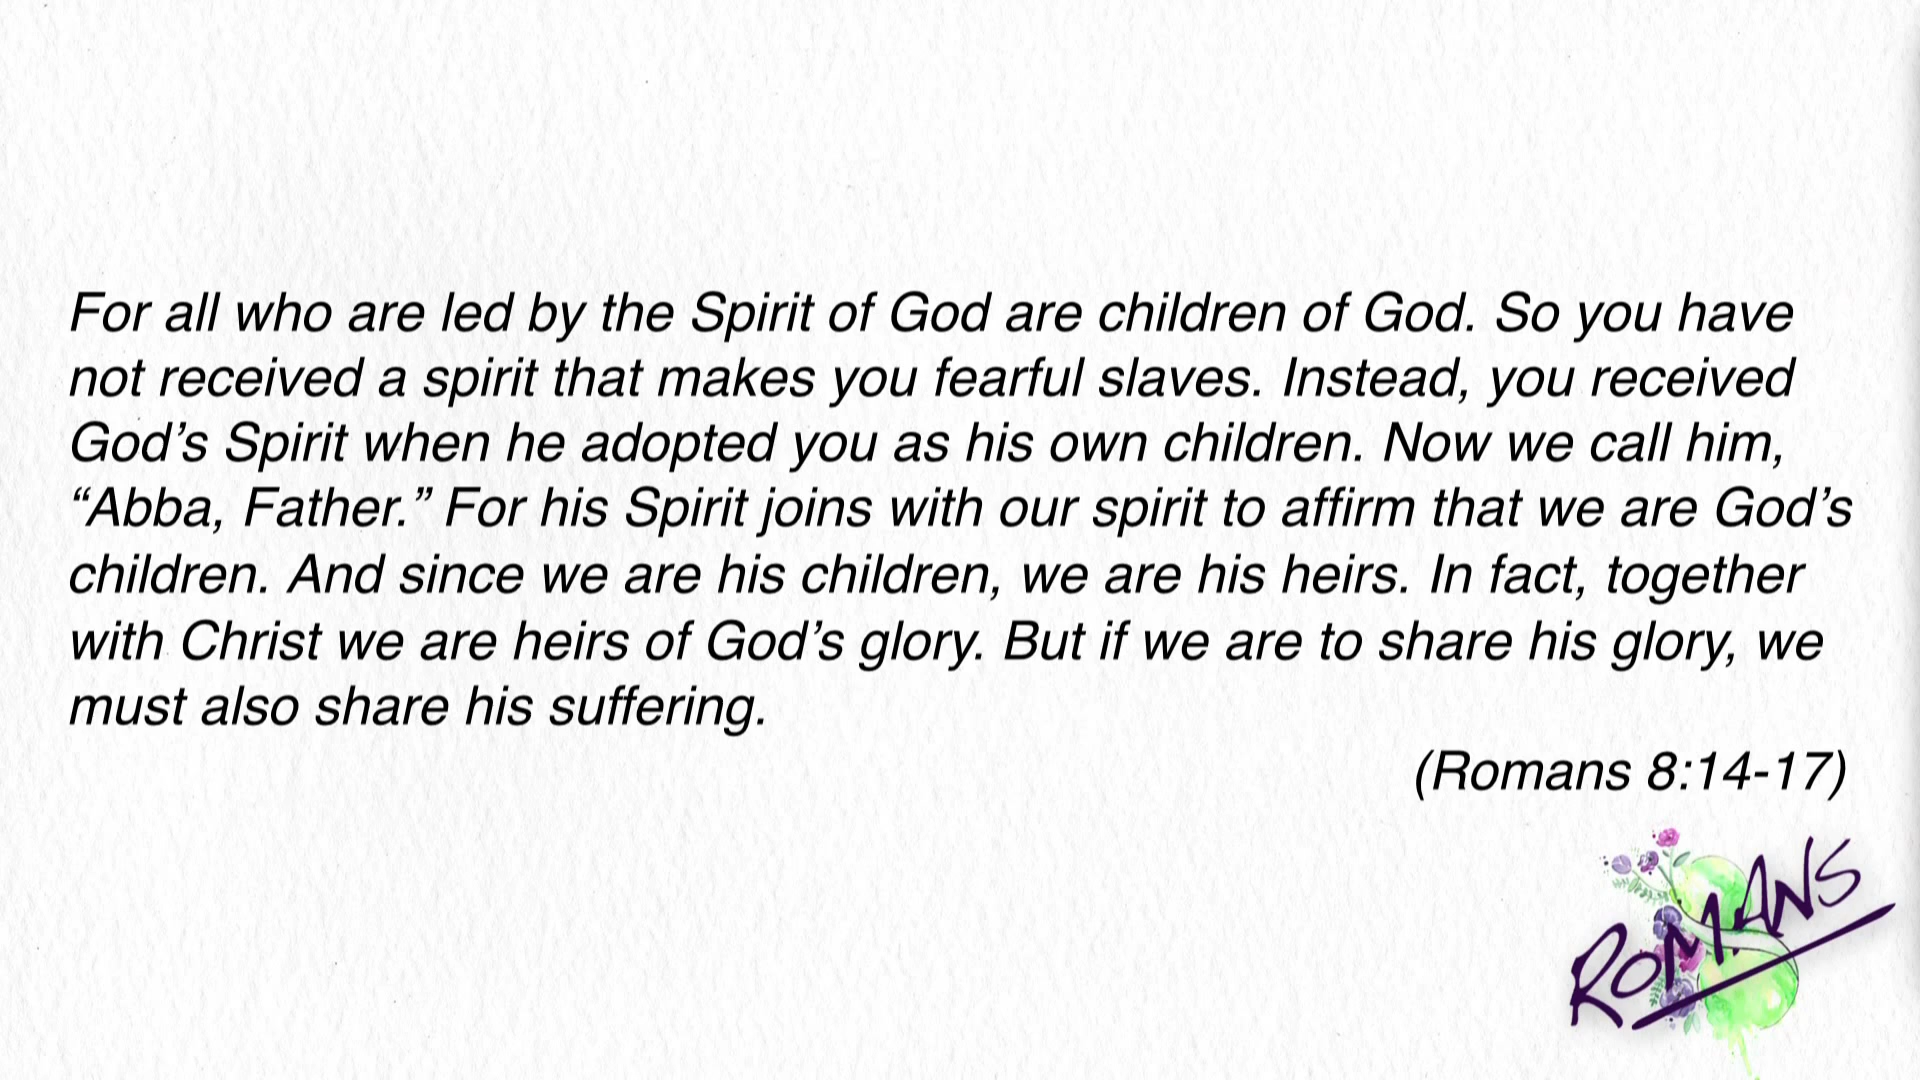 For all who are led by the Spirit of God are children of God. So you have
not received a spirit that makes you fearful slaves. Instead, you received
God’s Spirit when he adopted you as his own children. Now we call him,
“Abba, Father.” For his Spirit joins with our spirit to affirm that we are God’s
children. And since we are his children, we are his heirs. In fact, together
with Christ we are heirs of God’s glory. But if we are to share his glory, we
must also share his suffering.
(Romans 8:14-17)
ROMANS